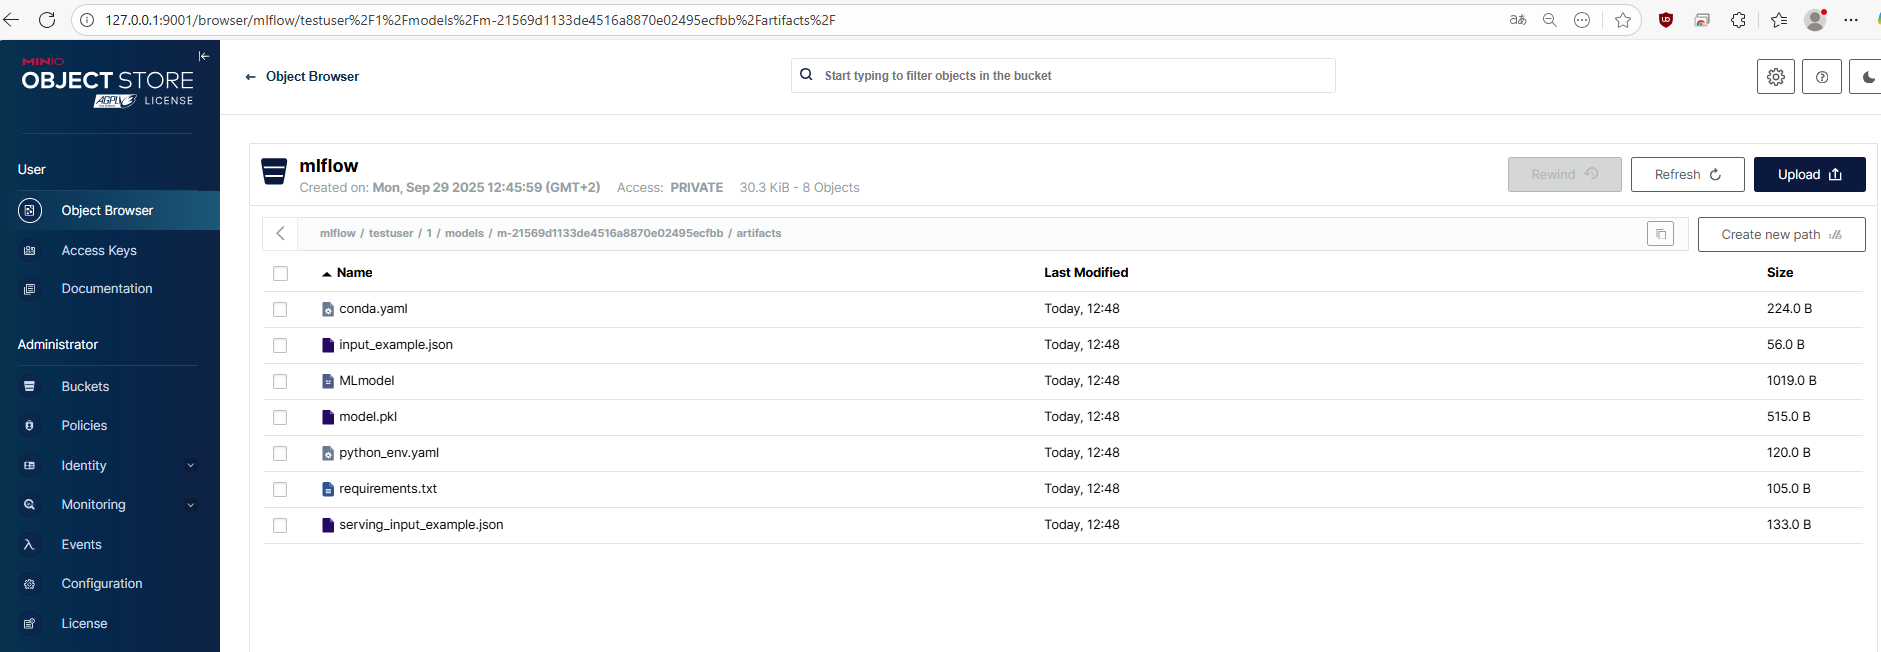 127.0.0.1:9001/browser/mlflow/testuser%2F1%2Fmodels%2Fm-21569d1133de4516a8870e02495ecfbb%2Fartifacts%2F
MINIO
OBJECT STORE
AGPLv3 LICENSE
Object Browser
Start typing to filter objects in the bucket
User
Object Browser
Access Keys
Documentation
Administrator
Buckets
Policies
Identity
Monitoring
Events
Configuration
License
mlflow
Created on: Mon, Sep 29 2025 12:45:59 (GMT+2) Access: PRIVATE 30.3 KiB - 8 Objects
Rewind
Refresh
Upload
mlflow / testuser / 1 / models / m-21569d1133de4516a8870e02495ecfbb / artifacts
Create new path
Name Last Modified Size
conda.yaml Today, 12:48 224.0 B
input_example.json Today, 12:48 56.0 B
MLmodel Today, 12:48 1019.0 B
model.pkl Today, 12:48 515.0 B
python_env.yaml Today, 12:48 120.0 B
requirements.txt Today, 12:48 105.0 B
serving_input_example.json Today, 12:48 133.0 B